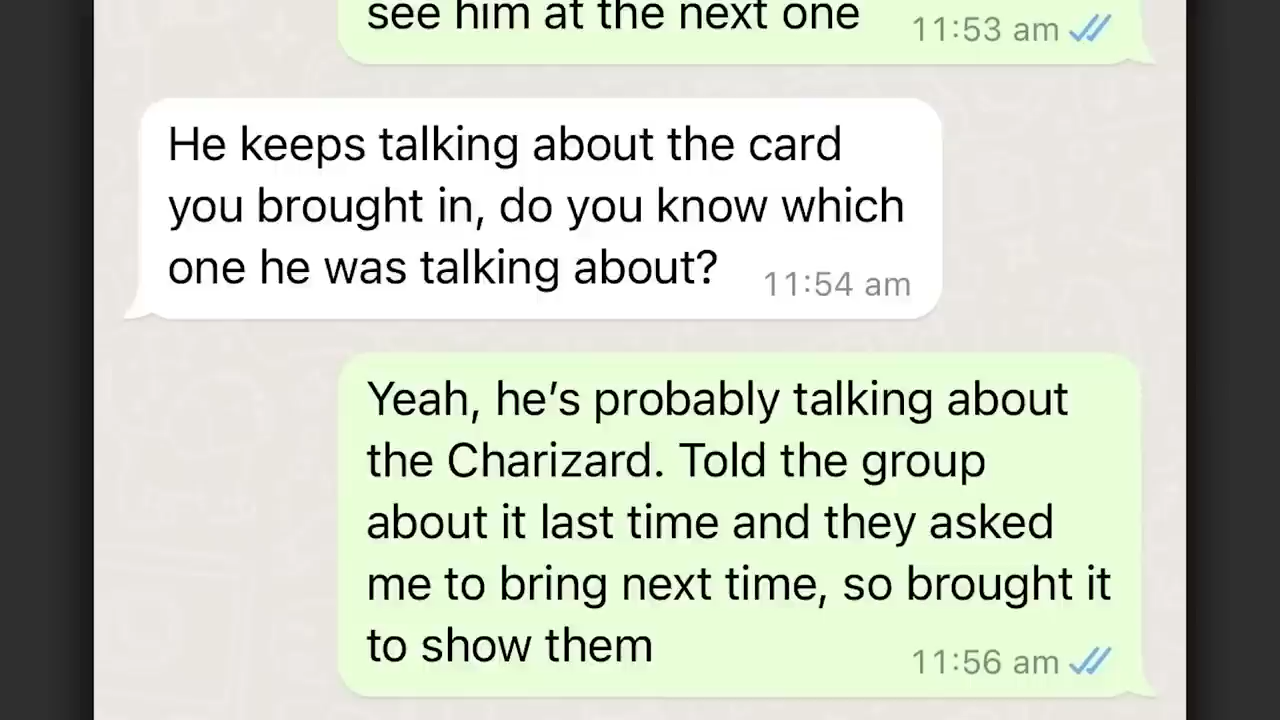 see him at the next one
11:53 am
He keeps talking about the card
you brought in, do you know which
one he was talking about?
11:54 am
Yeah, he’s probably talking about
the Charizard. Told the group
about it last time and they asked
me to bring next time, so brought it
to show them
11:56 am